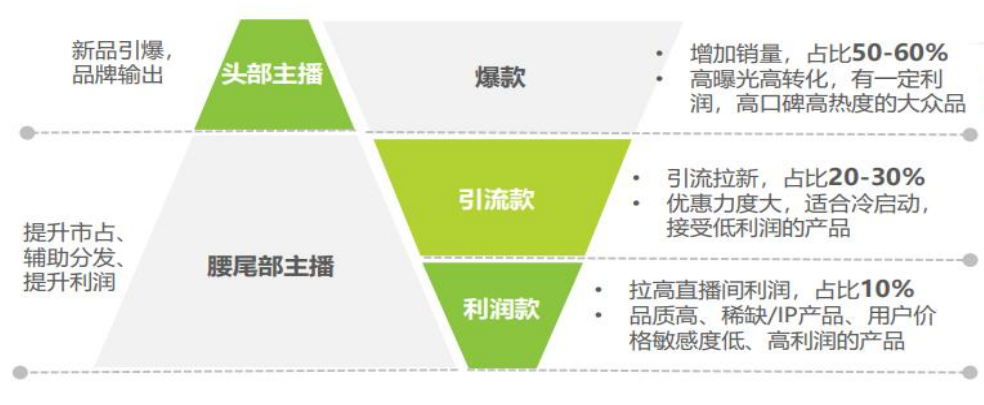 新品引爆，
品牌输出
头部主播
爆款
• 增加销量，占比50-60%
• 高曝光高转化，有一定利
润，高口碑高热度的大众品
引流款
• 引流拉新，占比20-30%
• 优惠力度大，适合冷启动，
接受低利润的产品
提升市占、
辅助分发、
提升利润
腰尾部主播
利润款
• 拉高直播间利润，占比10%
• 品质高、稀缺/IP产品、用户价
格敏感度低、高利润的产品